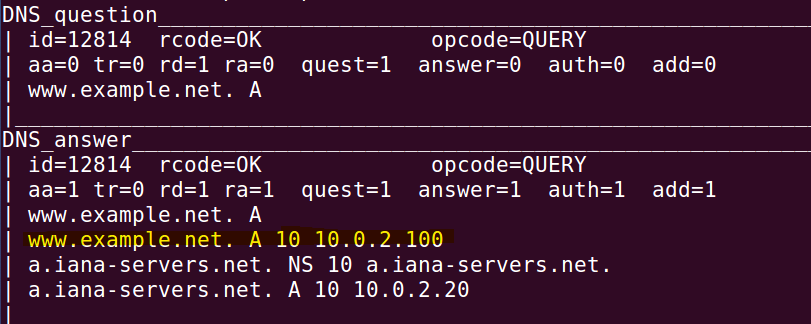 DNS_question_______________________________________________
| id=12814  rcode=OK             opcode=QUERY
| aa=0 tr=0 rd=1 ra=0  quest=1  answer=0  auth=0  add=0
| www.example.net. A
|__________________________________________________________
DNS_answer_________________________________________________
| id=12814  rcode=OK             opcode=QUERY
| aa=1 tr=0 rd=1 ra=1  quest=1  answer=1  auth=1  add=1
| www.example.net. A
| www.example.net. A 10 10.0.2.100
| a.iana-servers.net. NS 10 a.iana-servers.net.
| a.iana-servers.net. A 10 10.0.2.20
|